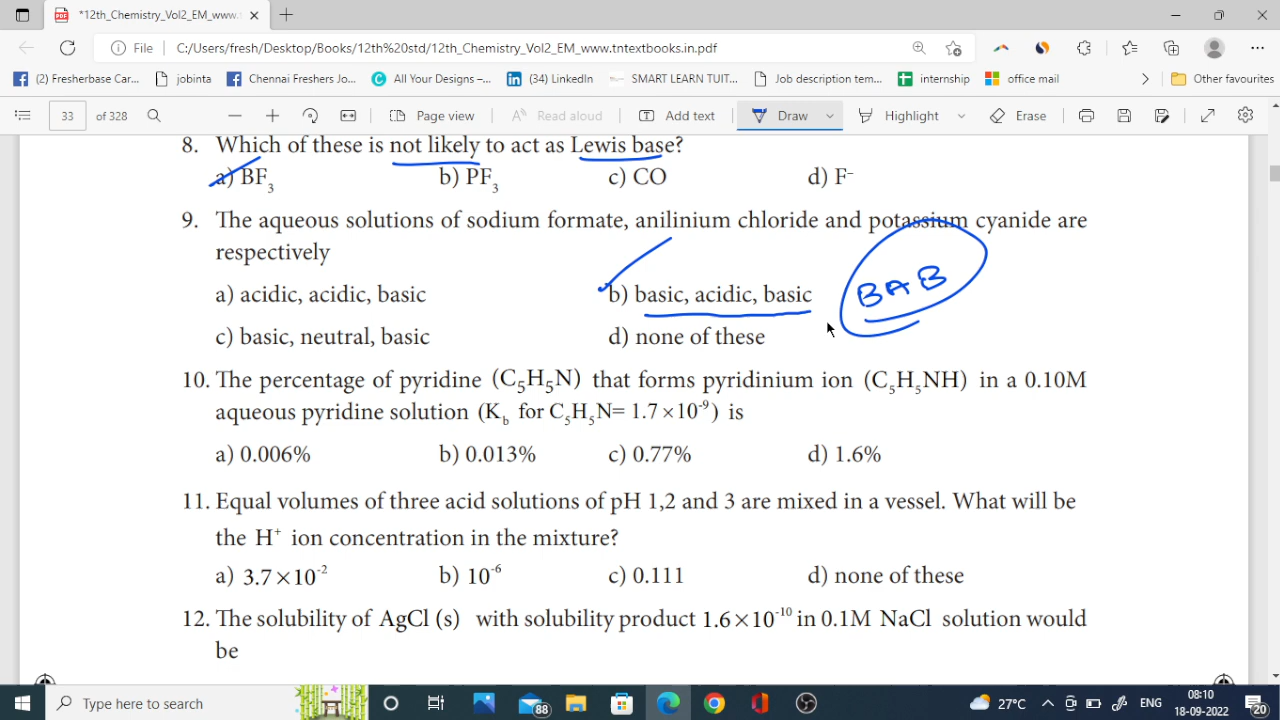 *12th_Chemistry_Vol2_EM_www.t
File C:/Users/fresh/Desktop/Books/12th%20std/12th_Chemistry_Vol2_EM_www.tntextbooks.in.pdf
(2) Fresherbase Car... jobinta Chennai Freshers Jo... All Your Designs –... (34) LinkedIn SMART LEARN TUIT... Job description tem... internship office mail Other favourites
33 of 328 Page view Read aloud Add text Draw Highlight Erase
8. Which of these is not likely to act as Lewis base?
a) BF₃ b) PF₃ c) CO d) F⁻
9. The aqueous solutions of sodium formate, anilinium chloride and potassium cyanide are
respectively
a) acidic, acidic, basic b) basic, acidic, basic BAB
c) basic, neutral, basic d) none of these
10. The percentage of pyridine (C₅H₅N) that forms pyridinium ion (C₅H₅NH) in a 0.10M
aqueous pyridine solution (K_b for C₅H₅N= 1.7×10⁻⁹) is
a) 0.006% b) 0.013% c) 0.77% d) 1.6%
11. Equal volumes of three acid solutions of pH 1,2 and 3 are mixed in a vessel. What will be
the H⁺ ion concentration in the mixture?
a) 3.7×10⁻² b) 10⁻⁶ c) 0.111 d) none of these
12. The solubility of AgCl (s) with solubility product 1.6×10⁻¹⁰ in 0.1M NaCl solution would
be
Type here to search 88 27°C ENG 08:10 18-09-2022 20